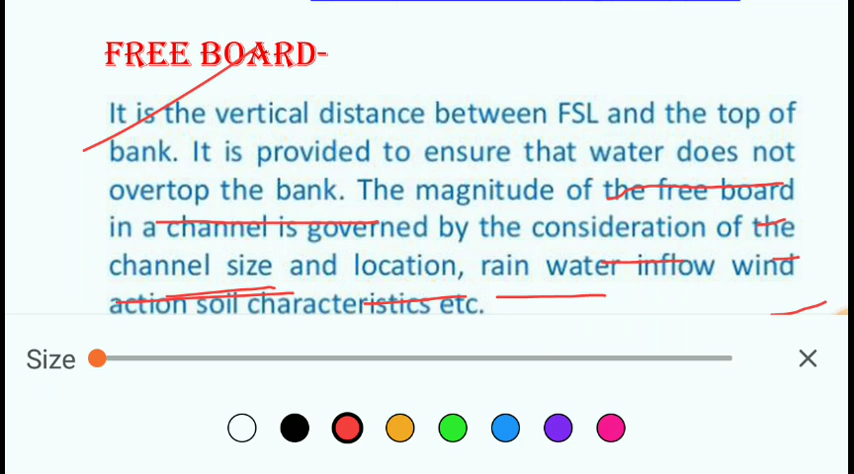 FREE BOARD-
It is the vertical distance between FSL and the top of
bank. It is provided to ensure that water does not
overtop the bank. The magnitude of the free board
in a channel is governed by the consideration of the
channel size and location, rain water inflow wind
action soil characteristics etc.
Size